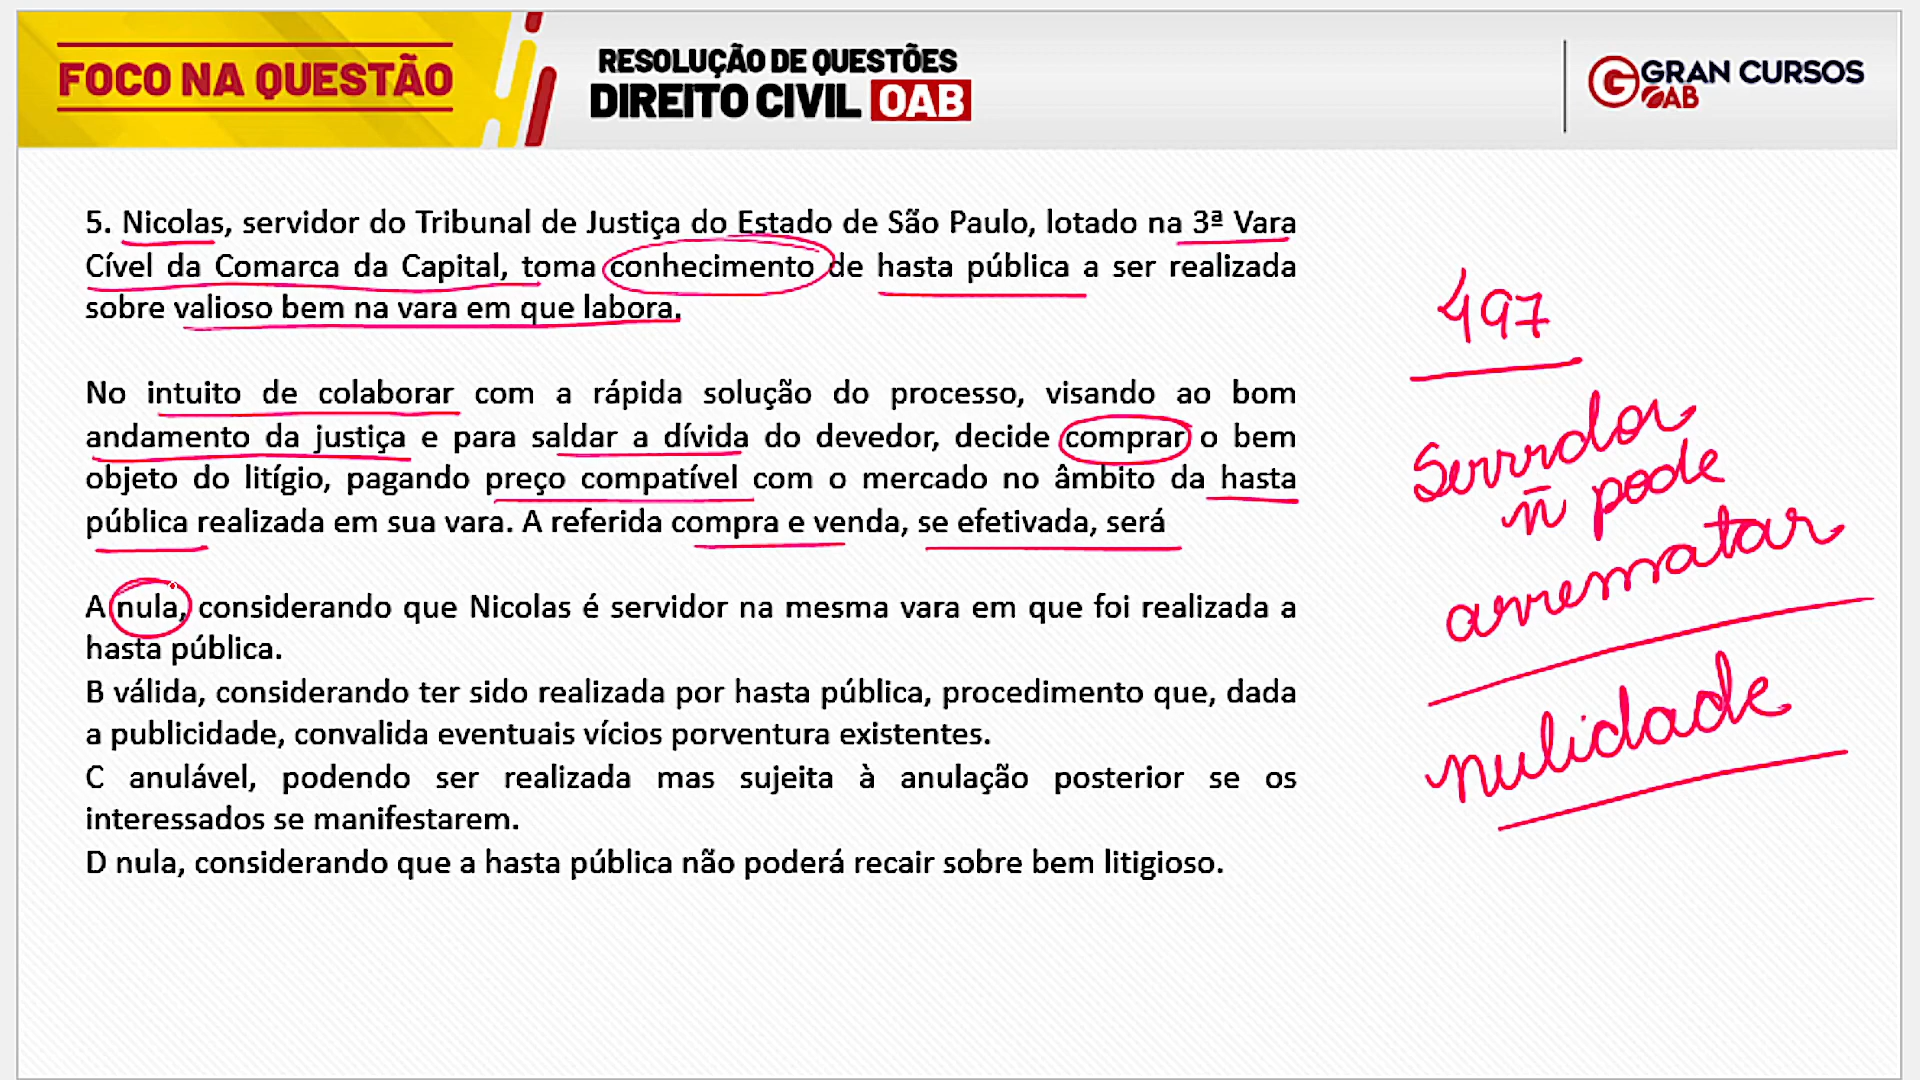 FOCO NA QUESTÃO
RESOLUÇÃO DE QUESTÕES
DIREITO CIVIL OAB
GRAN CURSOS
OAB
5. Nicolas, servidor do Tribunal de Justiça do Estado de São Paulo, lotado na 3ª Vara
Cível da Comarca da Capital, toma conhecimento de hasta pública a ser realizada
sobre valioso bem na vara em que labora.
No intuito de colaborar com a rápida solução do processo, visando ao bom
andamento da justiça e para saldar a dívida do devedor, decide comprar o bem
objeto do litígio, pagando preço compatível com o mercado no âmbito da hasta
pública realizada em sua vara. A referida compra e venda, se efetivada, será
A nula, considerando que Nicolas é servidor na mesma vara em que foi realizada a
hasta pública.
B válida, considerando ter sido realizada por hasta pública, procedimento que, dada
a publicidade, convalida eventuais vícios porventura existentes.
C anulável, podendo ser realizada mas sujeita à anulação posterior se os
interessados se manifestarem.
D nula, considerando que a hasta pública não poderá recair sobre bem litigioso.
497
Servidor
ñ pode
arrematar
nulidade